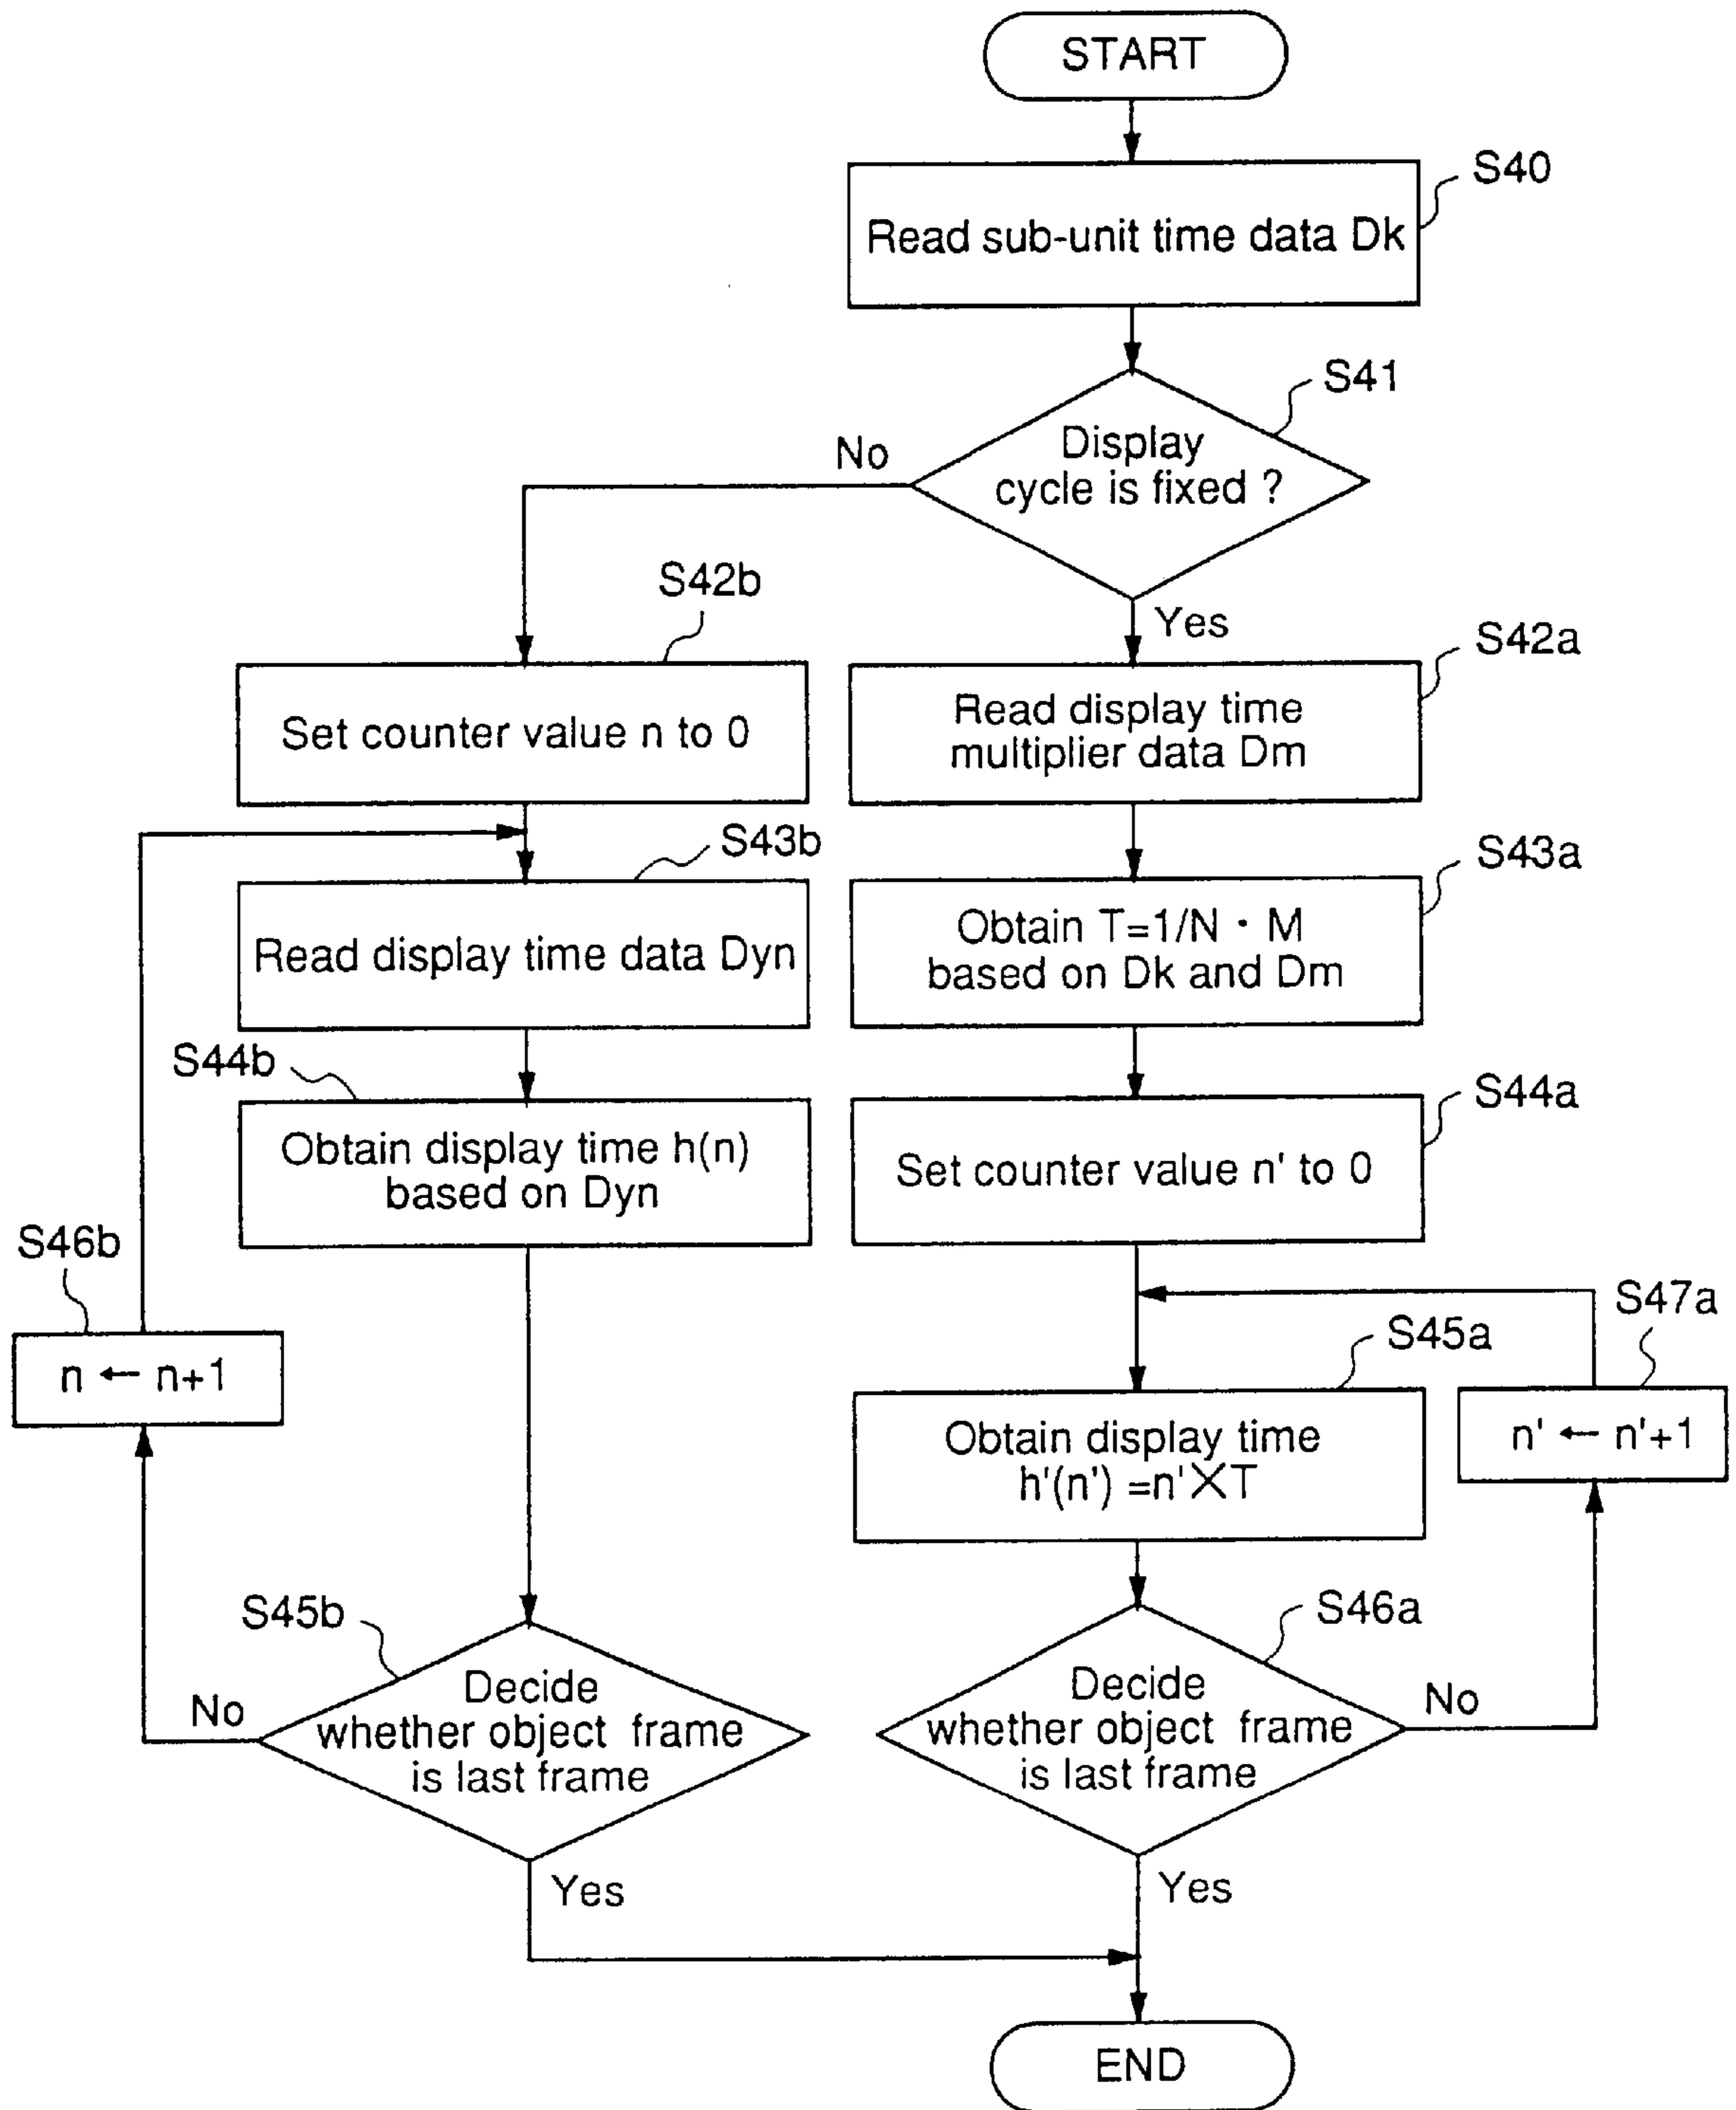 START
S40
Read sub-unit time data Dk
S41
Display
cycle is fixed ?
No
Yes
S42b
Set counter value n to 0
S42a
Read display time
multiplier data Dm
S43b
Read display time data Dyn
S43a
Obtain T=1/N・M
based on Dk and Dm
S44b
Obtain display time h(n)
based on Dyn
S44a
Set counter value n' to 0
S46b
n ← n+1
S47a
n' ← n'+1
S45a
Obtain display time
h'(n') =n'×T
S45b
Decide
whether object frame
is last frame
No
Yes
S46a
Decide
whether object frame
is last frame
No
Yes
END